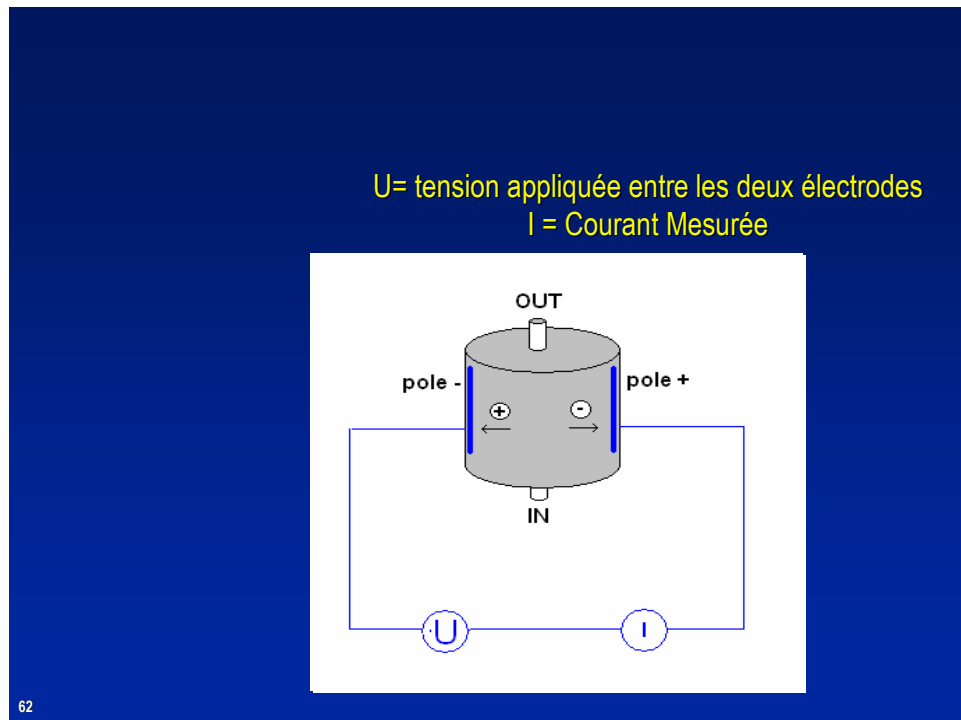 U= tension appliquée entre les deux électrodes
I = Courant Mesurée
OUT
pole -
pole +
+
-
IN
U
I
62